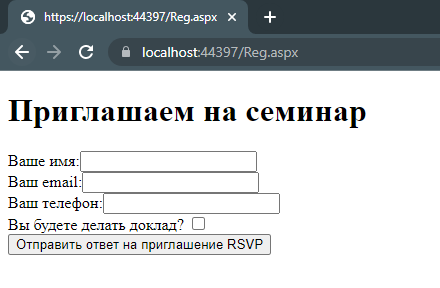 https://localhost:44397/Reg.aspx
localhost:44397/Reg.aspx
Приглашаем на семинар
Ваше имя:
Ваш email:
Ваш телефон:
Вы будете делать доклад?
Отправить ответ на приглашение RSVP